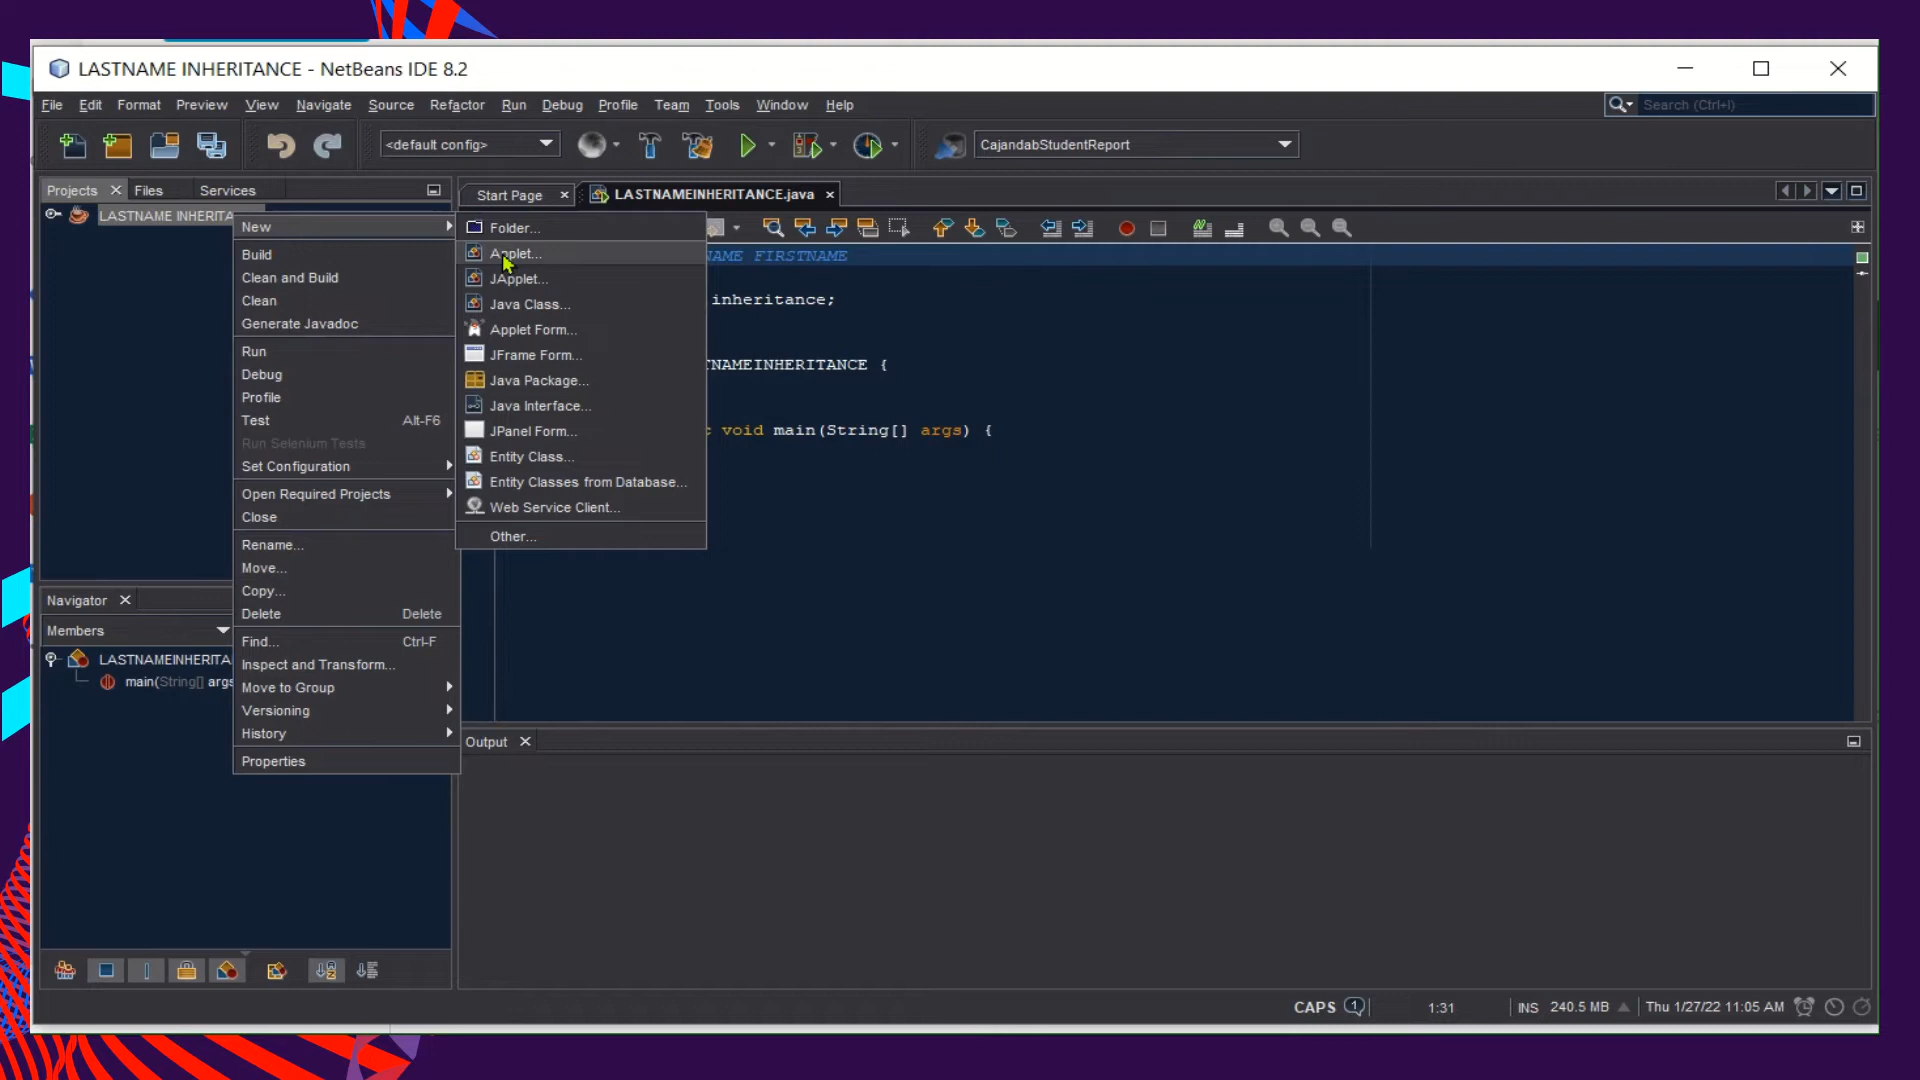 LASTNAME INHERITANCE - NetBeans IDE 8.2
File Edit Format Preview View Navigate Source Refactor Run Debug Profile Team Tools Window Help
Search (Ctrl+I)
<default config>
CajandabStudentReport
Projects Files Services
Start Page LASTNAMEINHERITANCE.java
LASTNAME INHERITA
New
Build
Clean and Build
Clean
Generate Javadoc
Run
Debug
Profile
Test Alt-F6
Run Selenium Tests
Set Configuration
Open Required Projects
Close
Rename...
Move...
Copy...
Delete Delete
Find... Ctrl-F
Inspect and Transform...
Move to Group
Versioning
History
Properties
Folder...
Applet...
JApplet...
Java Class...
Applet Form...
JFrame Form...
Java Package...
Java Interface...
JPanel Form...
Entity Class...
Entity Classes from Database...
Web Service Client...
Other...
NAME FIRSTNAME
inheritance;
TNAMEINHERITANCE {
c void main(String[] args) {
Navigator
Members
LASTNAMEINHERITA
main(String[] args
Output
CAPS 1 1:31 INS 240.5 MB Thu 1/27/22 11:05 AM